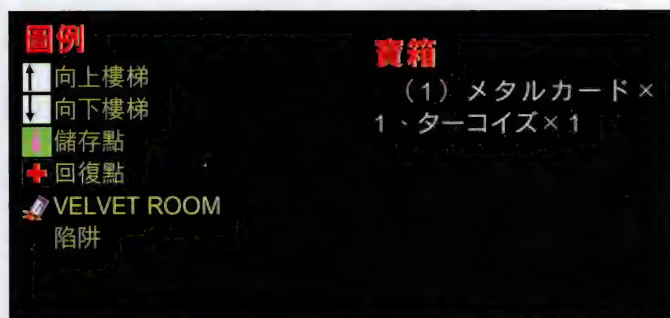 圖例
向上樓梯
向下樓梯
儲存點
回復點
VELVET ROOM
陷阱
寶箱
（1）メタルカード×
1、ターコイズ×1